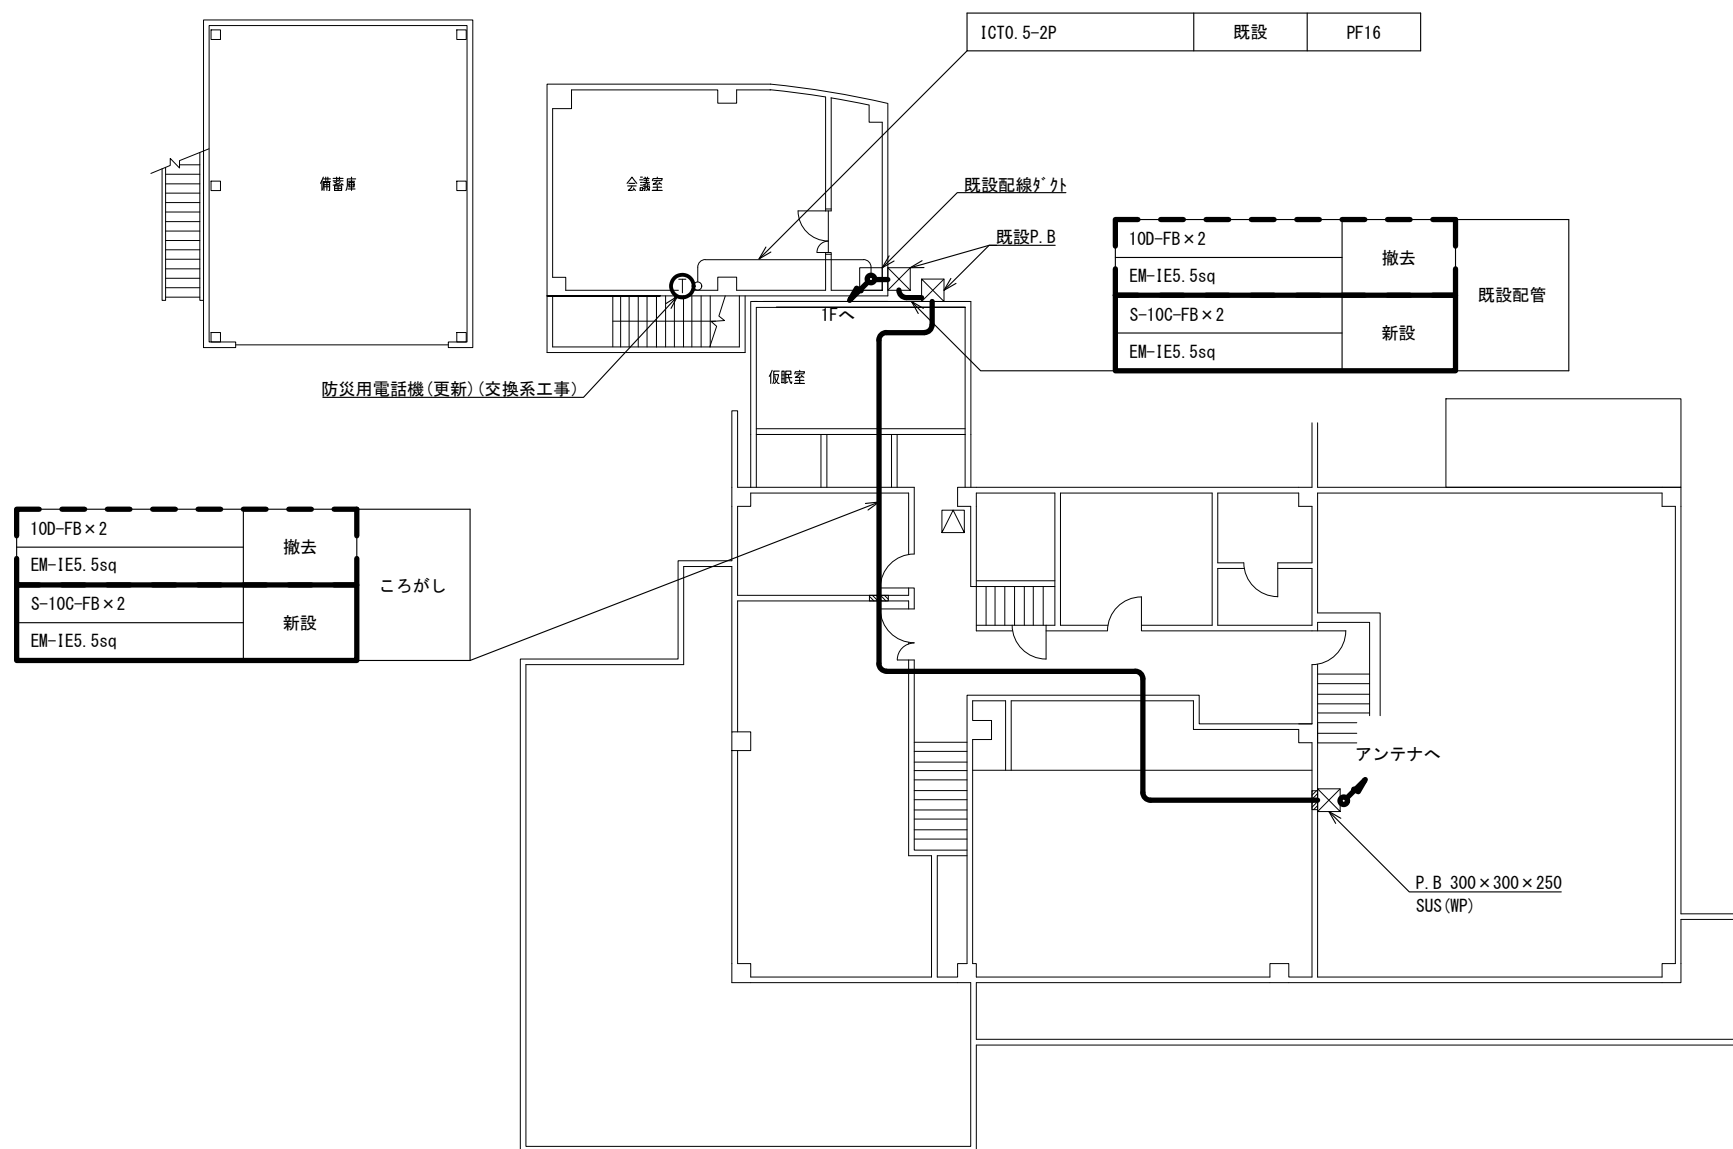 ICT0.5-2P 既設 PF16
備蓄庫
会議室
既設配線ﾀﾞｸﾄ
既設P.B
10D-FB×2
EM-IE5.5sq
撤去
S-10C-FB×2
EM-IE5.5sq
新設
既設配管
T
1Fへ
仮眠室
防災用電話機(更新)(交換系工事)
10D-FB×2
EM-IE5.5sq
撤去
S-10C-FB×2
EM-IE5.5sq
新設
ころがし
アンテナへ
P.B 300×300×250
SUS(WP)